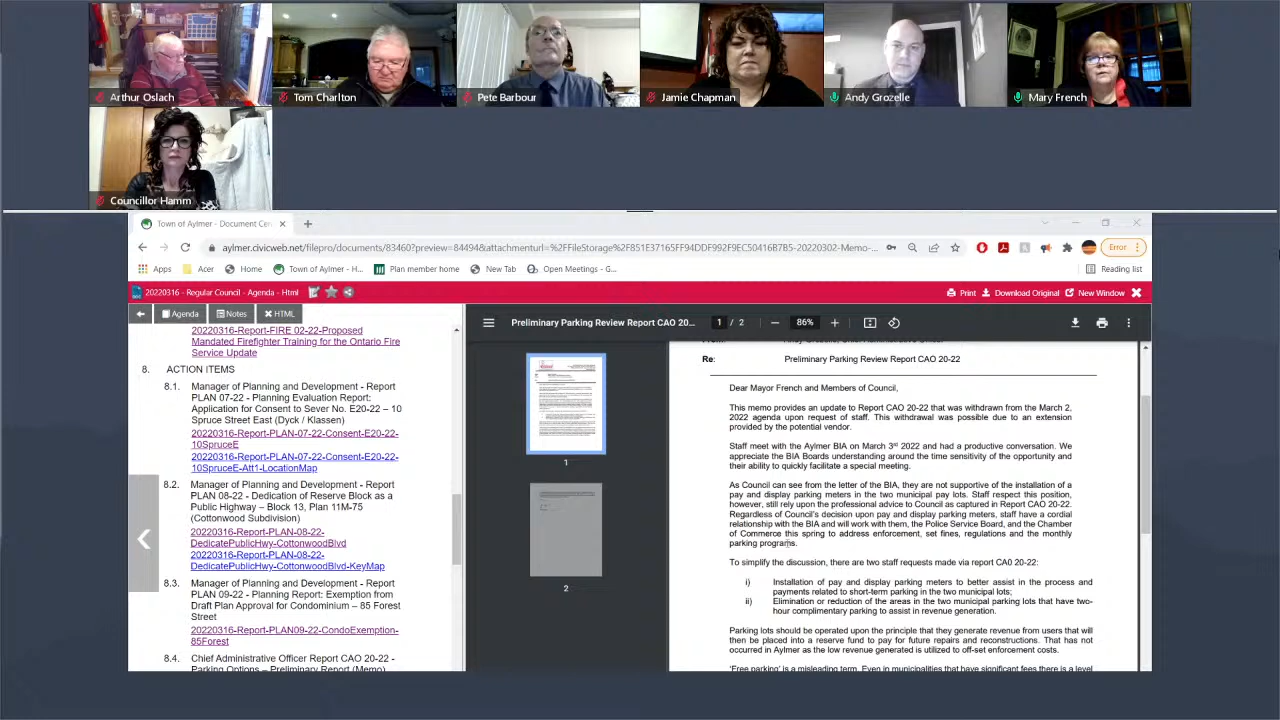 Arthur Oslach
Tom Charlton
Pete Barbour
Jamie Chapman
Andy Grozelle
Mary French
Councillor Hamm
Town of Aylmer - Document Cen
aylmer.civicweb.net/filepro/documents/83460?preview=84494&attachmenturl=%2FFileStorage%2F851E37165FF94DDF992F9EC50416B7B5-20220302-Memo-...
Error
Apps
Acer
Home
Town of Aylmer - H...
Plan member home
New Tab
Open Meetings - G...
Reading list
20220316 - Regular Council - Agenda - Html
Print
Download Original
New Window
Agenda
Notes
HTML
20220316-Report-FIRE 02-22-Proposed
Mandated Firefighter Training for the Ontario Fire
Service Update
8. ACTION ITEMS
8.1. Manager of Planning and Development - Report
PLAN 07-22 - Planning Evaluation Report:
Application for Consent to Sever No. E20-22 – 10
Spruce Street East (Dyck / Klassen)
20220316-Report-PLAN-07-22-Consent-E20-22-
10SpruceE
20220316-Report-PLAN-07-22-Consent-E20-22-
10SpruceE-Att1-LocationMap
8.2. Manager of Planning and Development - Report
PLAN 08-22 - Dedication of Reserve Block as a
Public Highway – Block 13, Plan 11M-75
(Cottonwood Subdivision)
20220316-Report-PLAN-08-22-
DedicatePublicHwy-CottonwoodBlvd
20220316-Report-PLAN-08-22-
DedicatePublicHwy-CottonwoodBlvd-KeyMap
8.3. Manager of Planning and Development - Report
PLAN 09-22 - Planning Report: Exemption from
Draft Plan Approval for Condominium – 85 Forest
Street
20220316-Report-PLAN09-22-CondoExemption-
85Forest
8.4. Chief Administrative Officer Report CAO 20-22 -
Parking Options – Preliminary Report (Memo)
Preliminary Parking Review Report CAO 20...
1 / 2
86%
1
2
Re: Preliminary Parking Review Report CAO 20-22
Dear Mayor French and Members of Council,
This memo provides an update to Report CAO 20-22 that was withdrawn from the March 2,
2022 agenda upon request of staff. This withdrawal was possible due to an extension
provided by the potential vendor.
Staff meet with the Aylmer BIA on March 3rd 2022 and had a productive conversation. We
appreciate the BIA Boards understanding around the time sensitivity of the opportunity and
their ability to quickly facilitate a special meeting.
As Council can see from the letter of the BIA, they are not supportive of the installation of a
pay and display parking meters in the two municipal pay lots. Staff respect this position,
however, still rely upon the professional advice to Council as captured in Report CAO 20-22.
Regardless of Council's decision upon pay and display parking meters, staff have a cordial
relationship with the BIA and will work with them, the Police Service Board, and the Chamber
of Commerce this spring to address enforcement, set fines, regulations and the monthly
parking programs.
To simplify the discussion, there are two staff requests made via report CA0 20-22:
i) Installation of pay and display parking meters to better assist in the process and
payments related to short-term parking in the two municipal lots;
ii) Elimination or reduction of the areas in the two municipal parking lots that have two-
hour complimentary parking to assist in revenue generation.
Parking lots should be operated upon the principle that they generate revenue from users that will
then be placed into a reserve fund to pay for future repairs and reconstructions. That has not
occurred in Aylmer as the low revenue generated is utilized to off-set enforcement costs.
'Free parking' is a misleading term. Even in municipalities that have significant fees there is a level